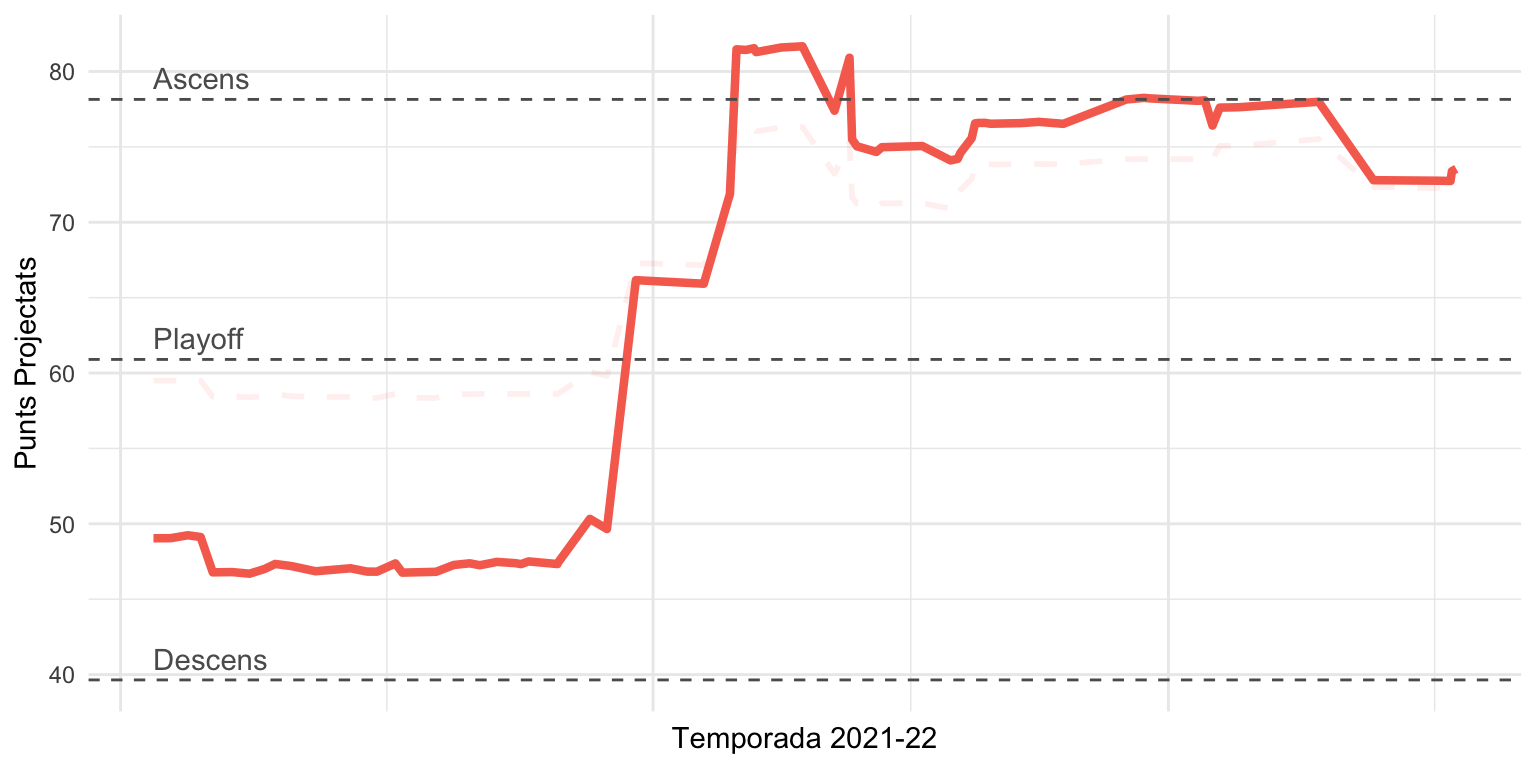 80
Ascens
70
Playoff
60
50
Descens
40
Punts Projectats
Temporada 2021-22